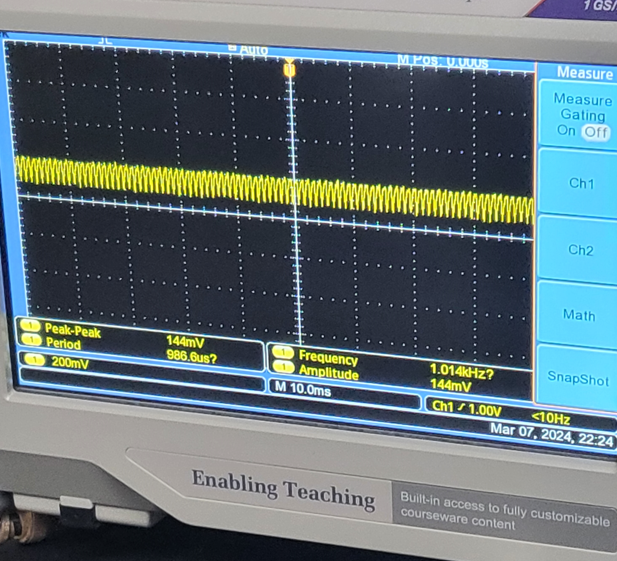 1 GS/
Auto
M Pos: 0.000s
Measure
Measure
Gating
On Off
Ch1
Ch2
Math
SnapShot
1 Peak-Peak 144mV
1 Period 986.6us?
1 Frequency 1.014kHz?
1 Amplitude 144mV
1 200mV
M 10.0ms
Ch1 1.00V <10Hz
Mar 07, 2024, 22:24
Enabling Teaching
Built-in access to fully customizable
courseware content